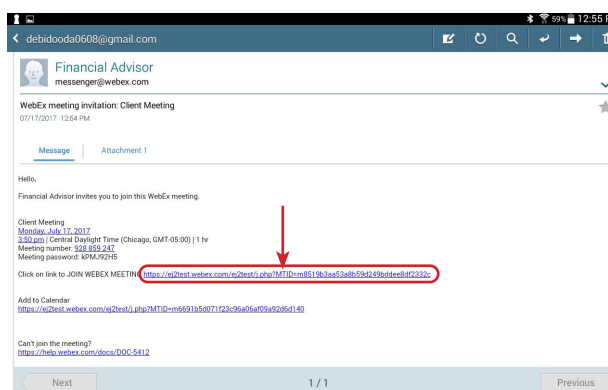 59% 12:55 P
debidooda0608@gmail.com
Financial Advisor
messenger@webex.com
WebEx meeting invitation: Client Meeting
07/17/2017 12:54 PM
Message Attachment 1
Hello,
Financial Advisor invites you to join this WebEx meeting.
Client Meeting
Monday, July 17, 2017
3:50 pm | Central Daylight Time (Chicago, GMT-05:00) | 1 hr
Meeting number: 928 859 247
Meeting password: kPMJ92H5
Click on link to JOIN WEBEX MEETING https://ej2test.webex.com/ej2test/j.php?MTID=m8519b3aa53a8b59d249bddee8df2332c
Add to Calendar
https://ej2test.webex.com/ej2test/j.php?MTID=m6691b5d071f23c96a06af09a92d6d140
Can't join the meeting?
https://help.webex.com/docs/DOC-5412
Next 1 / 1 Previous